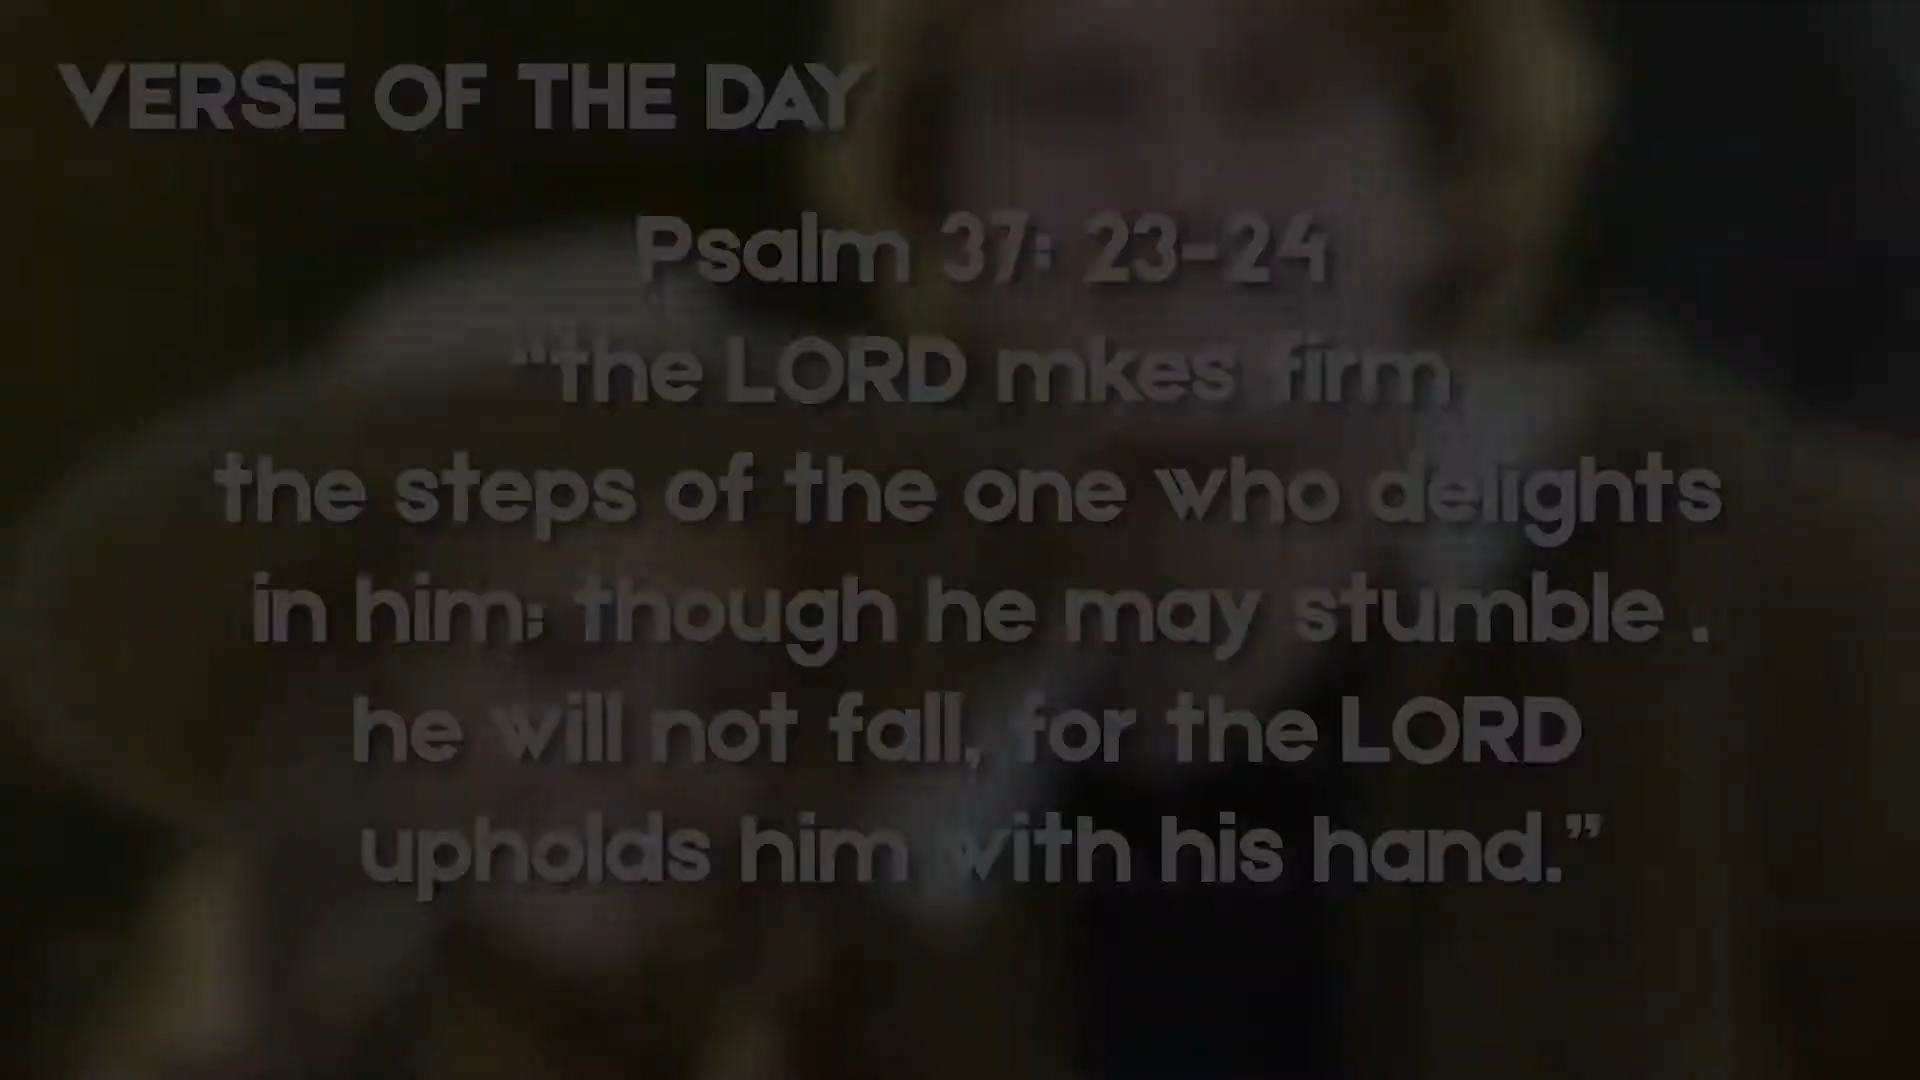 VERSE OF THE DAY
Psalm 37: 23-24
“the LORD mkes firm
the steps of the one who delights
in him; though he may stumble .
he will not fall, for the LORD
upholds him with his hand.”